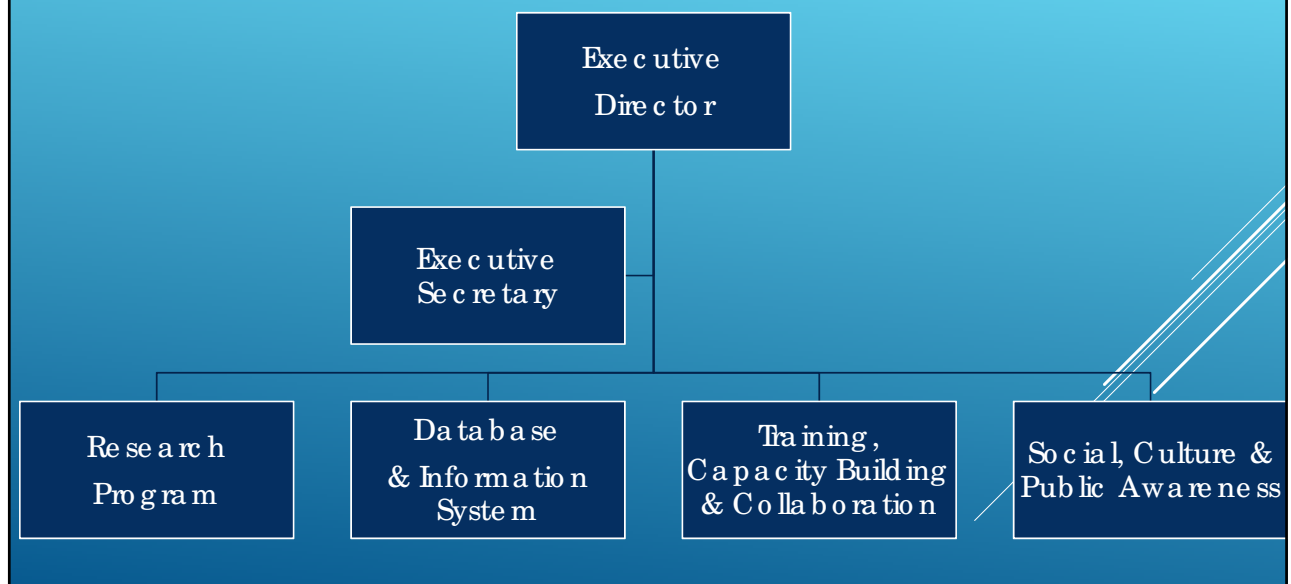 Executive
Director
Executive
Secretary
Research
Program
Database
& Information
System
Training,
Capacity Building
& Collaboration
Social, Culture &
Public Awareness